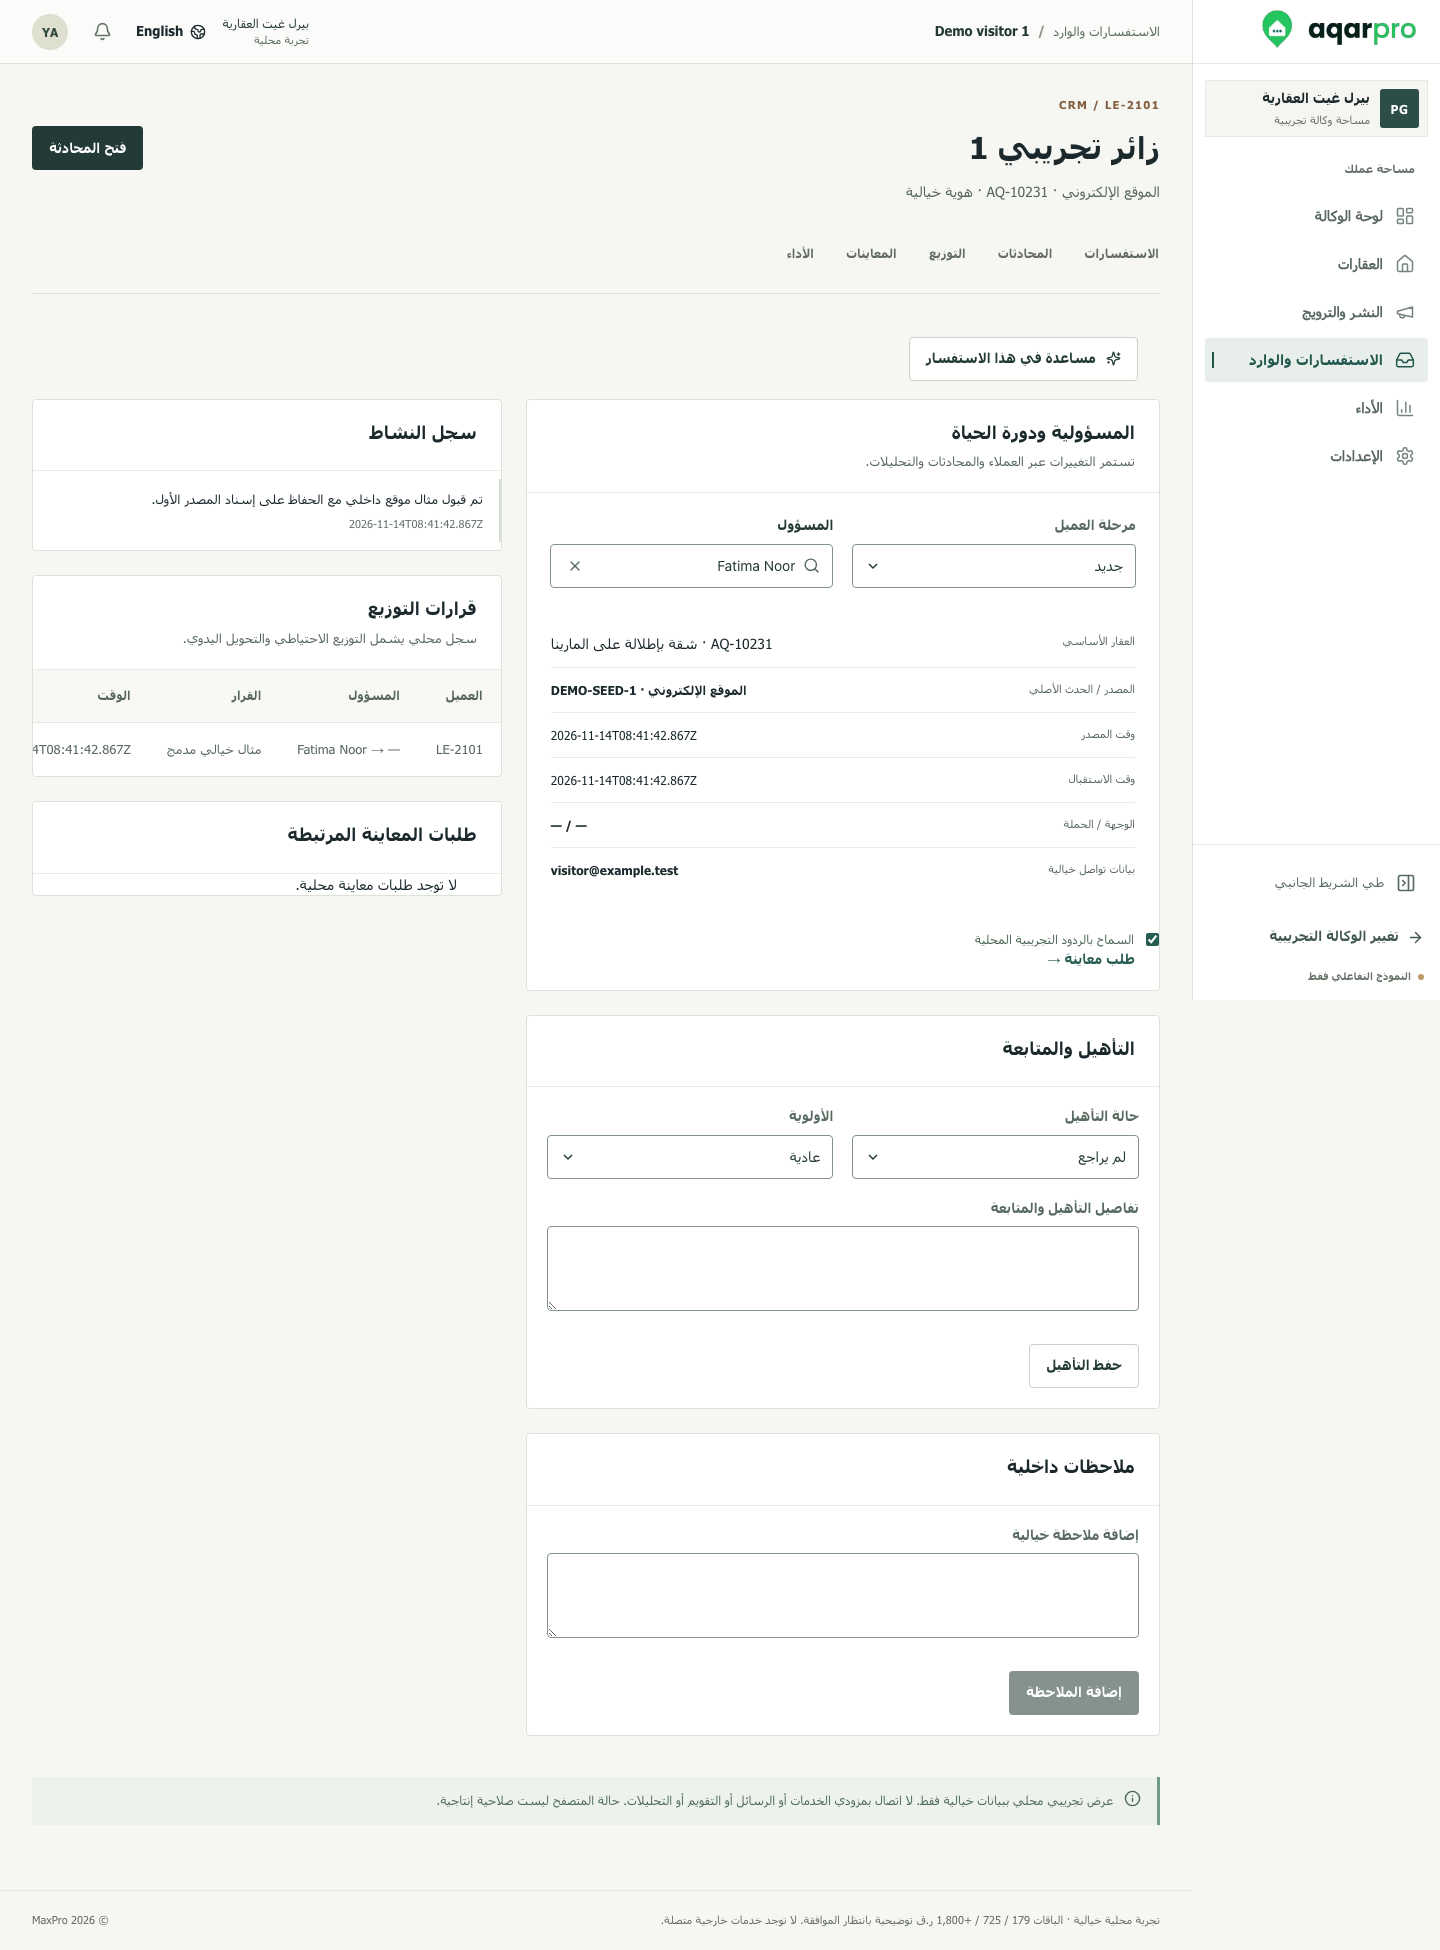 aqarpro
PG
بيرل غيت العقارية
مساحة وكالة تجريبية
مساحة عملك
لوحة الوكالة
العقارات
النشر والترويج
الاستفسارات والوارد
الأداء
الإعدادات
طي الشريط الجانبي
تغيير الوكالة التجريبية
النموذج التفاعلي فقط
الاستفسارات والوارد / Demo visitor 1
بيرل غيت العقارية
تجربة محلية
English
YA
CRM / LE-2101
زائر تجريبي 1
الموقع الإلكتروني · AQ-10231 · هوية خيالية
فتح المحادثة
الاستفسارات
المحادثات
التوزيع
المعاينات
الأداء
مساعدة في هذا الاستفسار
المسؤولية ودورة الحياة
تستمر التغييرات عبر العملاء والمحادثات والتحليلات.
مرحلة العميل
المسؤول
جديد
Fatima Noor
العقار الأساسي
AQ-10231 · شقة بإطلالة على المارينا
المصدر / الحدث الأصلي
الموقع الإلكتروني · DEMO-SEED-1
وقت المصدر
2026-11-14T08:41:42.867Z
وقت الاستقبال
2026-11-14T08:41:42.867Z
الوجهة / الحملة
— / —
بيانات تواصل خيالية
visitor@example.test
السماح بالردود التجريبية المحلية
طلب معاينة →
سجل النشاط
تم قبول مثال موقع داخلي مع الحفاظ على إسناد المصدر الأول.
2026-11-14T08:41:42.867Z
قرارات التوزيع
سجل محلي يشمل التوزيع الاحتياطي والتحويل اليدوي.
العميل
المسؤول
القرار
الوقت
LE-2101
— → Fatima Noor
مثال خيالي مدمج
4T08:41:42.867Z
طلبات المعاينة المرتبطة
لا توجد طلبات معاينة محلية.
التأهيل والمتابعة
حالة التأهيل
الأولوية
لم يراجع
عادية
تفاصيل التأهيل والمتابعة
حفظ التأهيل
ملاحظات داخلية
إضافة ملاحظة خيالية
إضافة الملاحظة
عرض تجريبي محلي ببيانات خيالية فقط. لا اتصال بمزودي الخدمات أو الرسائل أو التقويم أو التحليلات. حالة المتصفح ليست صلاحية إنتاجية.
تجربة محلية خيالية · الباقات 179 / 725 / +1,800 ر.ق توضيحية بانتظار الموافقة. لا توجد خدمات خارجية متصلة.
© 2026 MaxPro